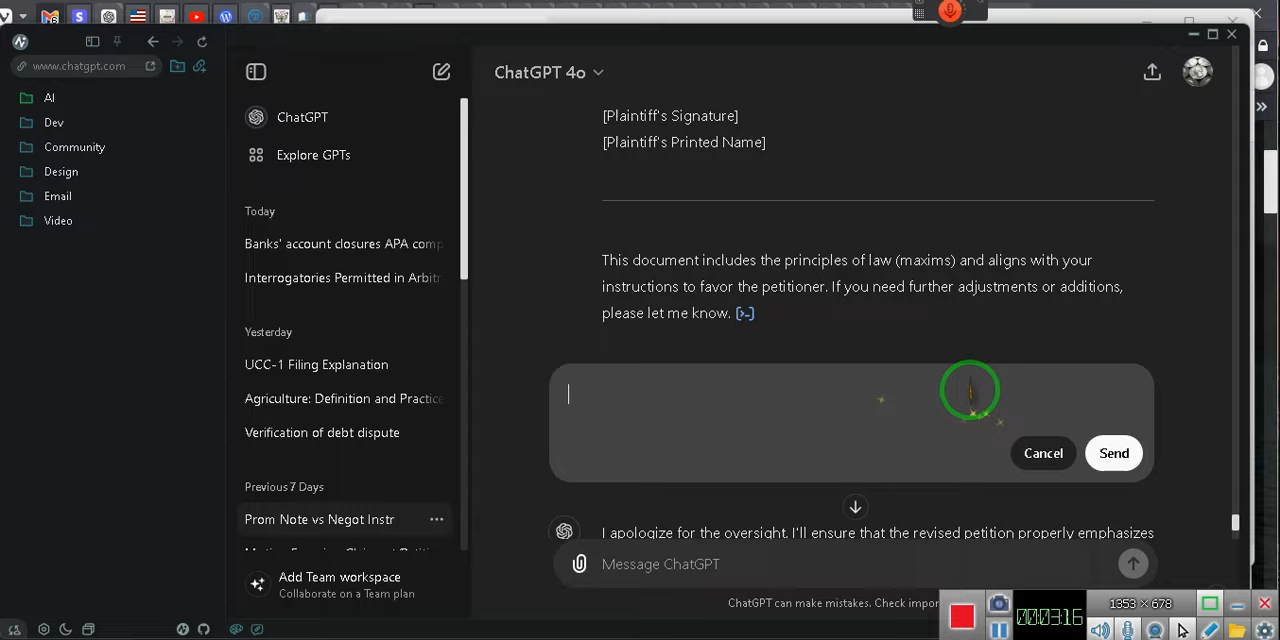 www.chatgpt.com
AI
Dev
Community
Design
Email
Video
ChatGPT
Explore GPTs
Today
Banks' account closures APA comp
Interrogatories Permitted in Arbitr
Yesterday
UCC-1 Filing Explanation
Agriculture: Definition and Practice
Verification of debt dispute
Previous 7 Days
Prom Note vs Negot Instr
Add Team workspace
Collaborate on a Team plan
ChatGPT 4o
[Plaintiff's Signature]
[Plaintiff's Printed Name]
This document includes the principles of law (maxims) and aligns with your
instructions to favor the petitioner. If you need further adjustments or additions,
please let me know. [>-]
Cancel
Send
I apologize for the oversight. I'll ensure that the revised petition properly emphasizes
Message ChatGPT
ChatGPT can make mistakes. Check impor
1353 x 678
00:03:16